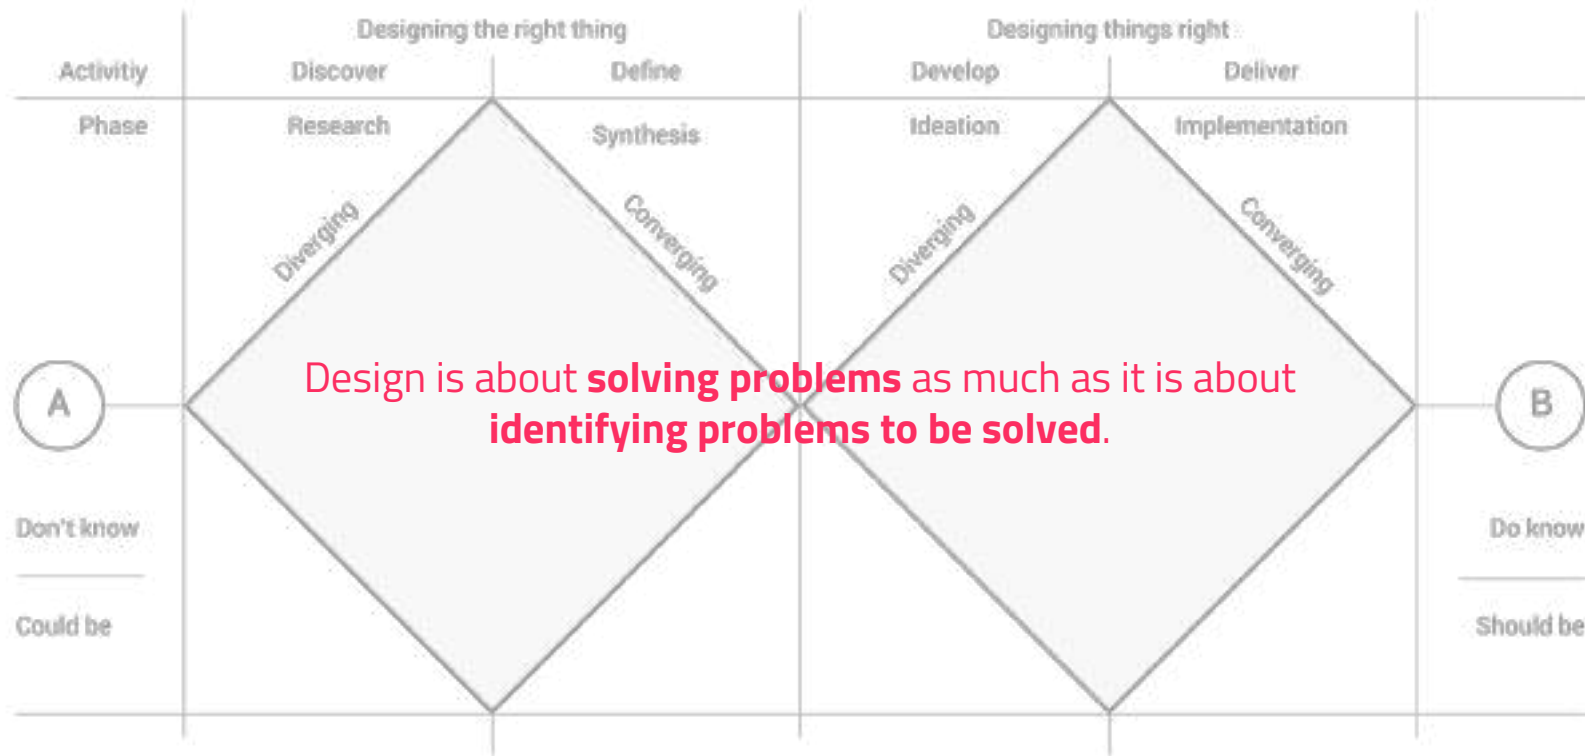 Designing the right thing
Designing things right
Activitiy
Discover
Define
Develop
Deliver
Phase
Research
Synthesis
Ideation
Implementation
Diverging
Converging
Diverging
Converging
Design is about solving problems as much as it is about
identifying problems to be solved.
A
B
Don't know
Do know
Could be
Should be